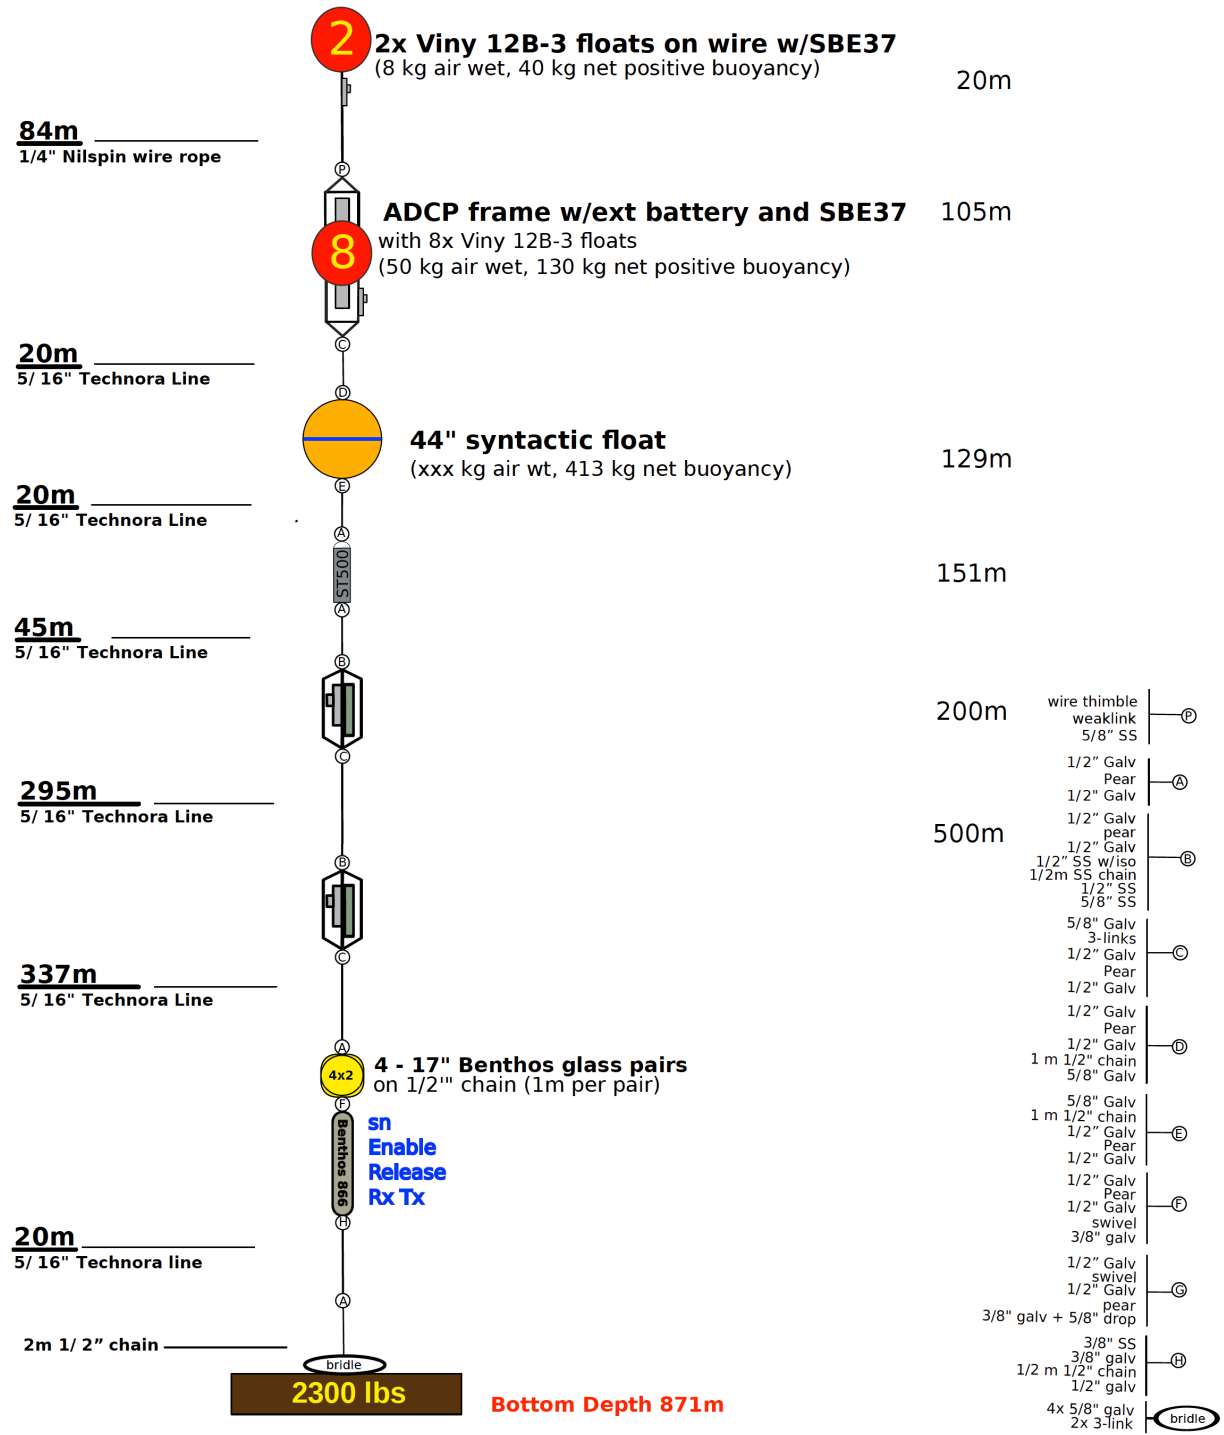 2
2x Viny 12B-3 floats on wire w/SBE37
(8 kg air wet, 40 kg net positive buoyancy)
20m
84m
1/4" Nilspin wire rope
P
ADCP frame w/ext battery and SBE37
105m
8
with 8x Viny 12B-3 floats
(50 kg air wet, 130 kg net positive buoyancy)
C
20m
5/ 16" Technora Line
D
44" syntactic float
(xxx kg air wt, 413 kg net buoyancy)
129m
E
20m
5/ 16" Technora Line
A
ST500
151m
A
45m
5/ 16" Technora Line
B
200m
C
295m
5/ 16" Technora Line
500m
B
C
337m
5/ 16" Technora Line
A
4x2
4 - 17" Benthos glass pairs
on 1/2'" chain (1m per pair)
F
Benthos 866
sn
Enable
Release
Rx Tx
H
20m
5/ 16" Technora line
A
2m 1/ 2” chain
bridle
2300 lbs
Bottom Depth 871m
wire thimble
weaklink
5/8” SS
P
1/2” Galv
Pear
1/2" Galv
A
1/2” Galv
pear
1/2” Galv
1/2” SS w/iso
1/2m SS chain
1/2” SS
5/8” SS
B
5/8" Galv
3-links
1/2” Galv
Pear
1/2" Galv
C
1/2” Galv
Pear
1/2" Galv
1 m 1/2" chain
5/8" Galv
D
5/8" Galv
1 m 1/2" chain
1/2” Galv
Pear
1/2" Galv
E
1/2” Galv
Pear
1/2" Galv
swivel
3/8" galv
F
1/2” Galv
swivel
1/2" Galv
pear
3/8" galv + 5/8" drop
G
3/8" SS
3/8" galv
1/2 m 1/2" chain
1/2" galv
H
4x 5/8" galv
2x 3-link
bridle